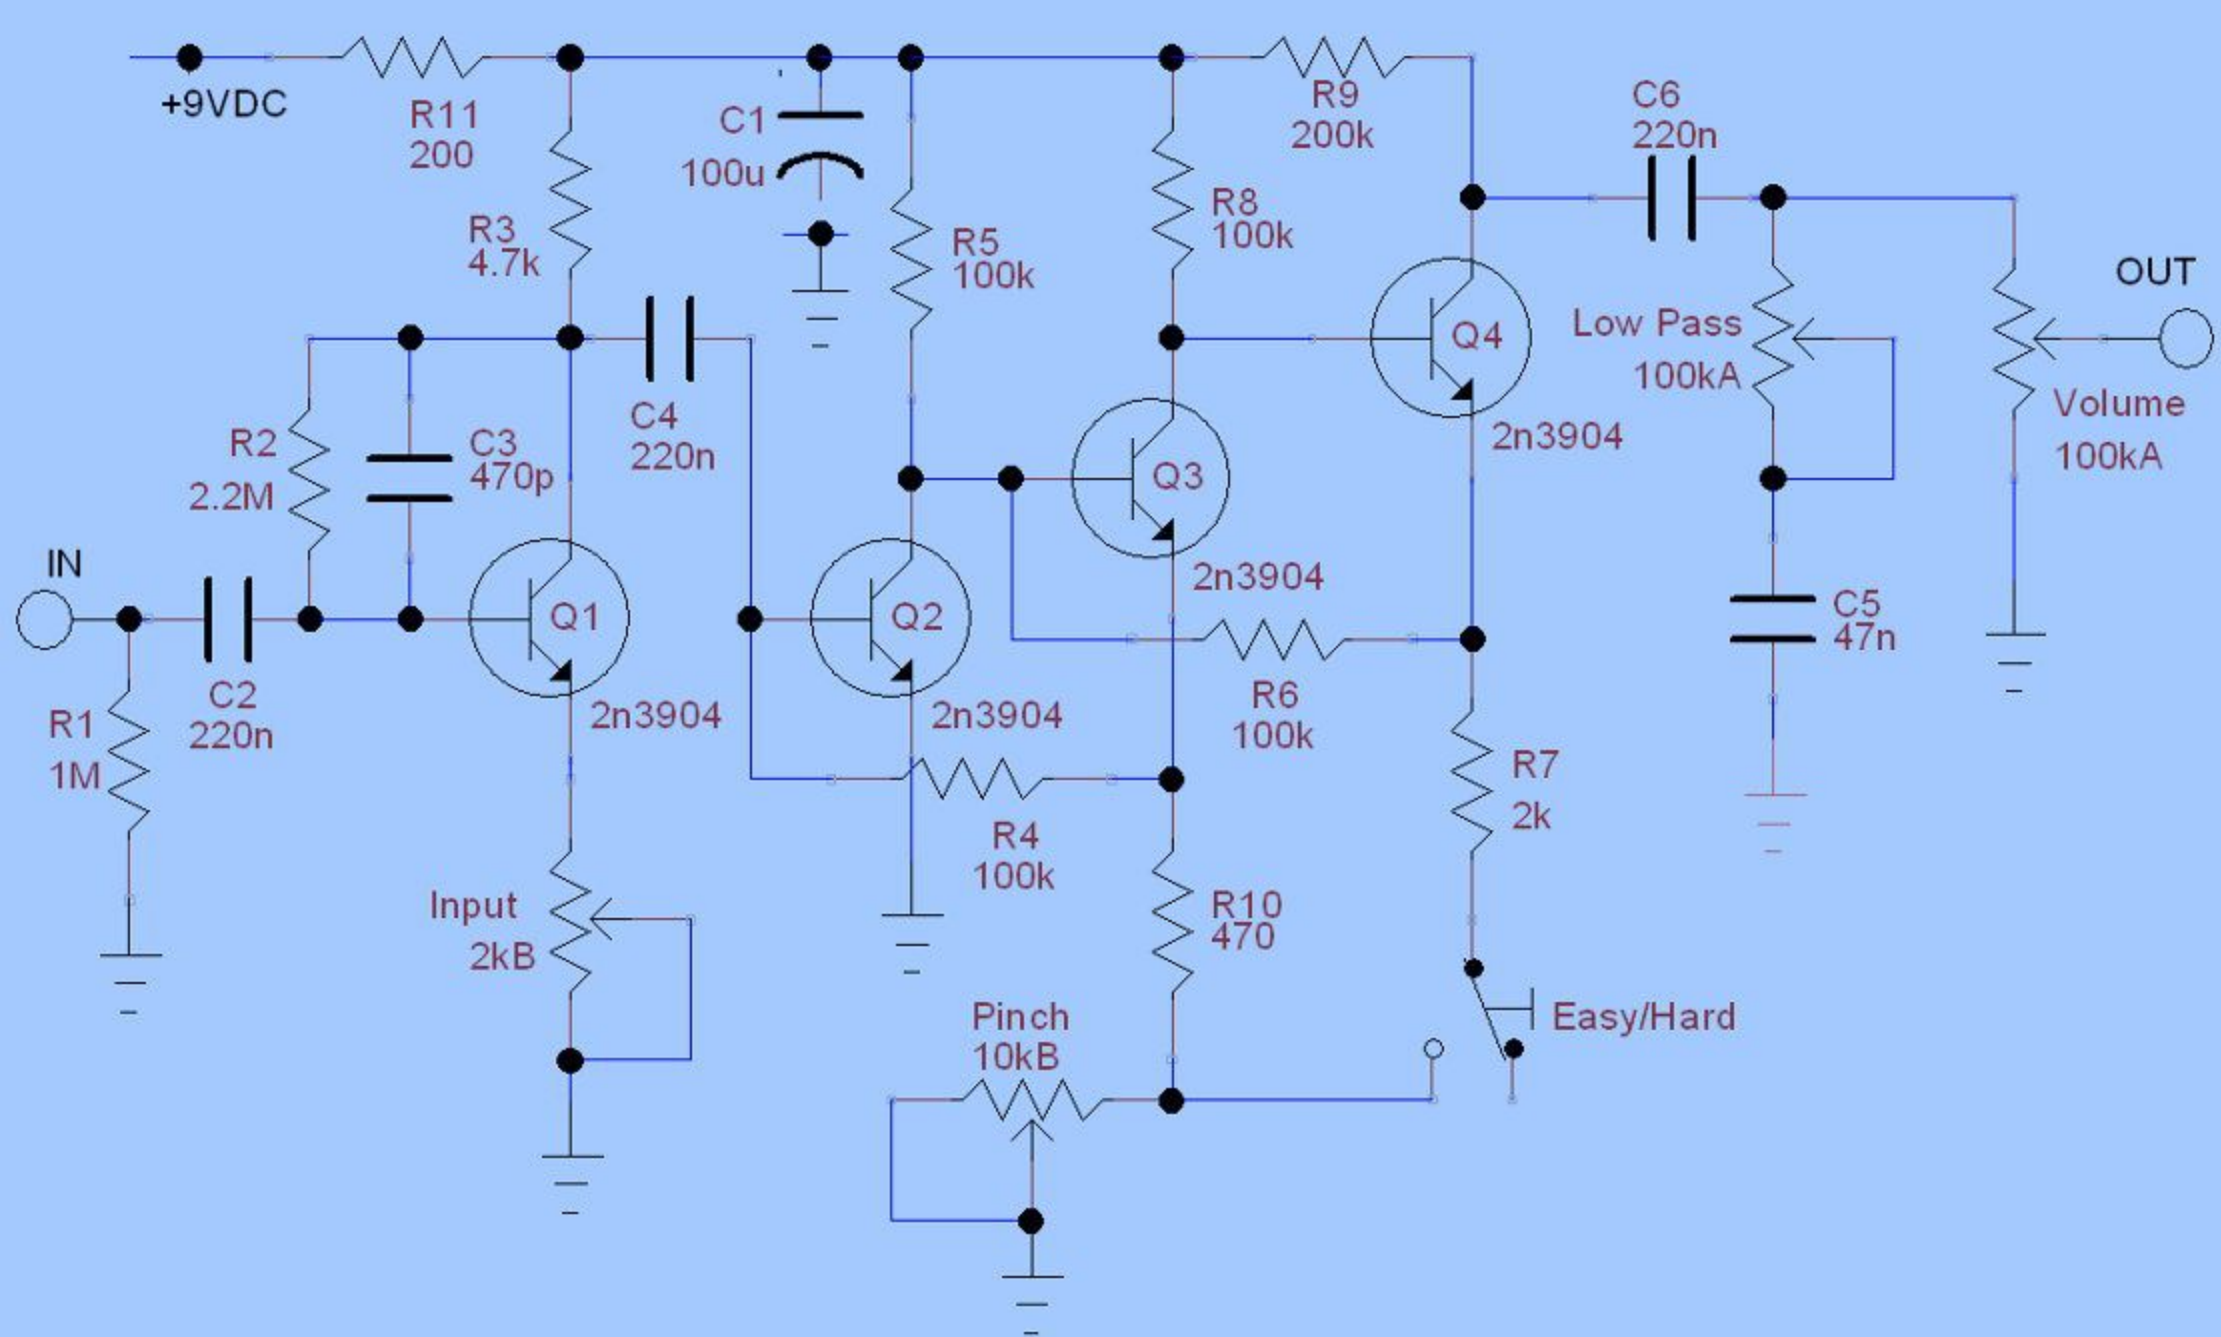 +9VDC
R11
200
C1
100u
R9
200k
C6
220n
R3
4.7k
R5
100k
R8
100k
OUT
Q4
Low Pass
100kA
Volume
100kA
C4
220n
2n3904
R2
2.2M
C3
470p
Q3
2n3904
IN
Q1
Q2
C5
47n
C2
220n
2n3904
2n3904
R6
100k
R1
1M
R7
2k
R4
100k
Input
2kB
R10
470
Pinch
10kB
Easy/Hard